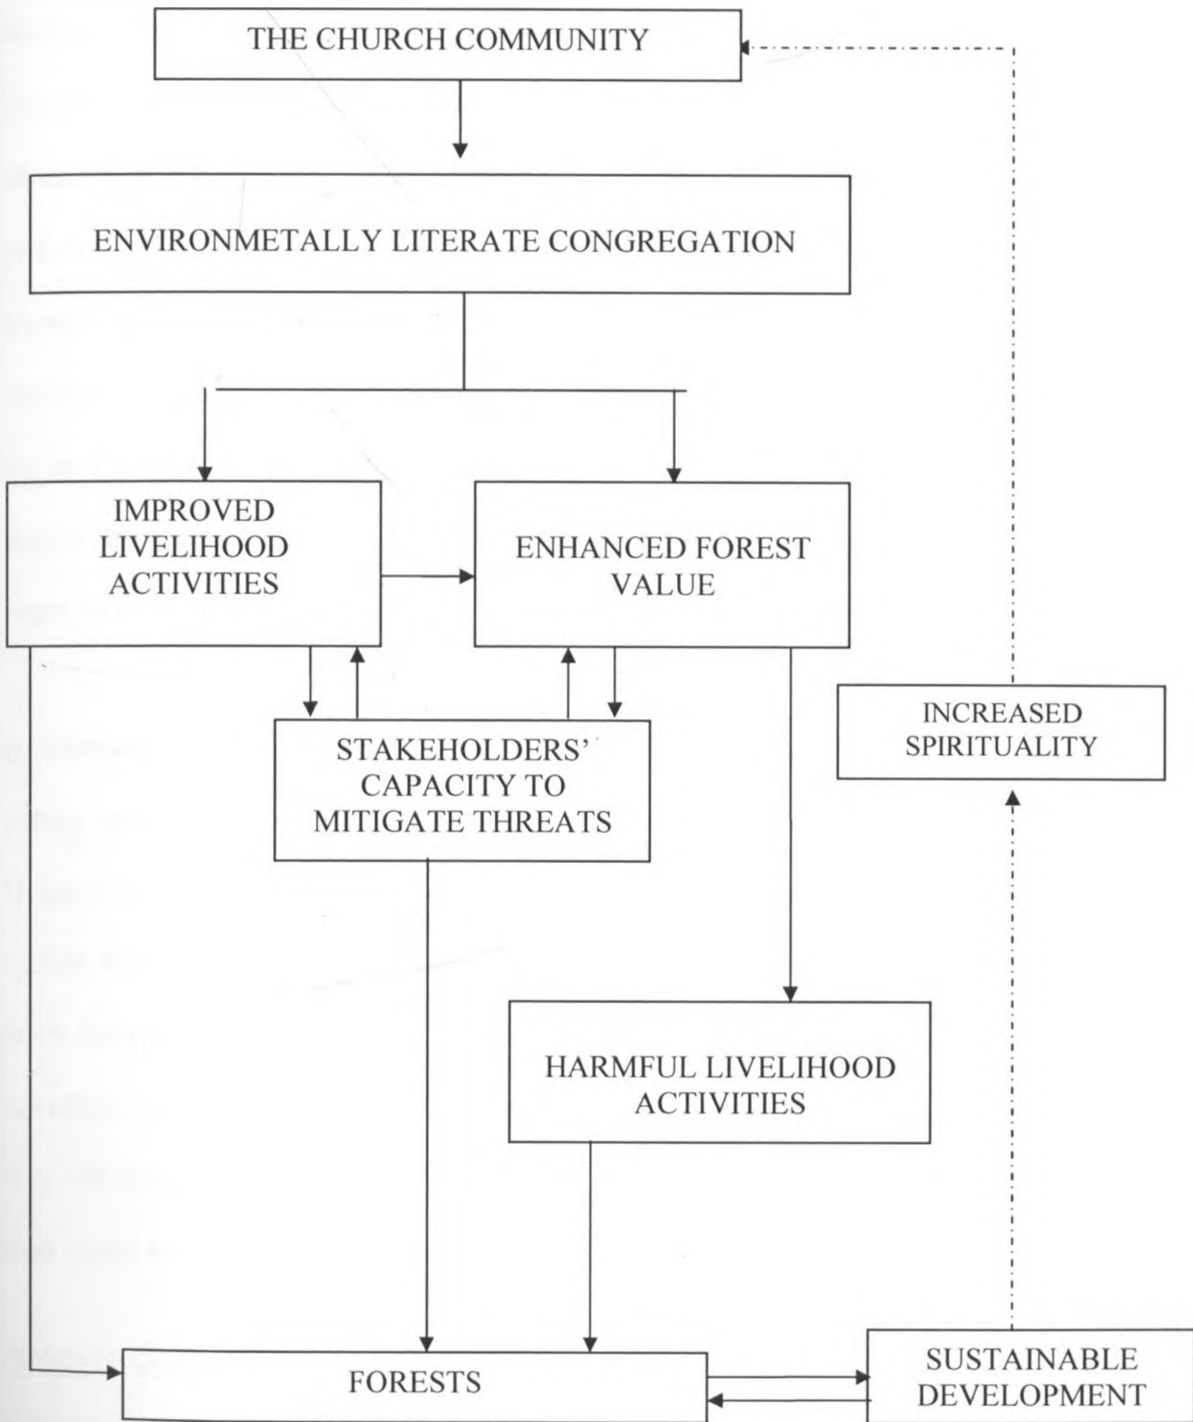 THE CHURCH COMMUNITY
ENVIRONMETALLY LITERATE CONGREGATION
IMPROVED
LIVELIHOOD
ACTIVITIES
ENHANCED FOREST
VALUE
INCREASED
SPIRITUALITY
STAKEHOLDERS’
CAPACITY TO
MITIGATE THREATS
HARMFUL LIVELIHOOD
ACTIVITIES
FORESTS
SUSTAINABLE
DEVELOPMENT